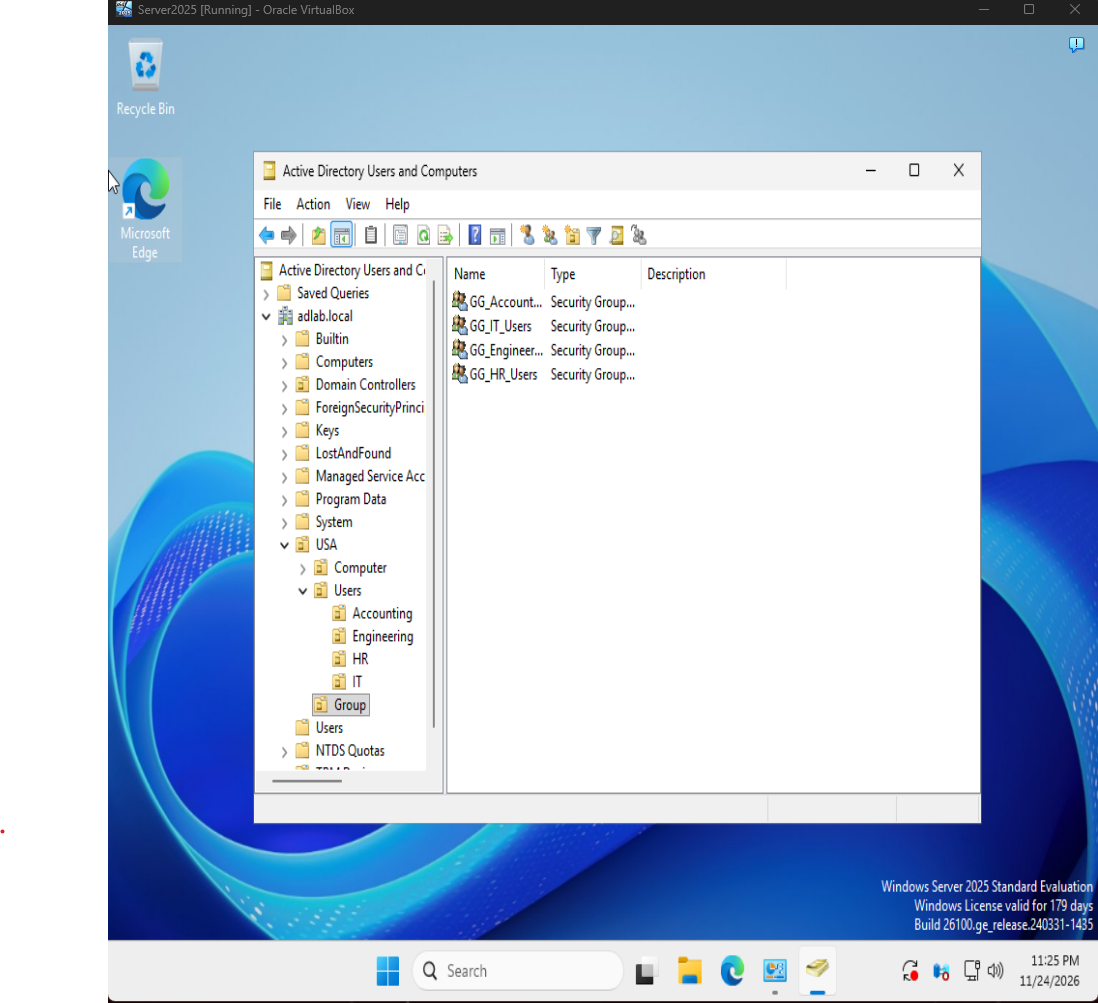 Server2025 [Running] - Oracle VirtualBox
Recycle Bin
Microsoft
Edge
Active Directory Users and Computers
File Action View Help
Active Directory Users and C
Saved Queries
adlab.local
Builtin
Computers
Domain Controllers
ForeignSecurityPrinci
Keys
LostAndFound
Managed Service Acc
Program Data
System
USA
Computer
Users
Accounting
Engineering
HR
IT
Group
Users
NTDS Quotas
Name Type Description
GG_Account... Security Group...
GG_IT_Users Security Group...
GG_Engineer... Security Group...
GG_HR_Users Security Group...
Windows Server 2025 Standard Evaluation
Windows License valid for 179 days
Build 26100.ge_release.240331-1435
Search
11:25 PM
11/24/2026